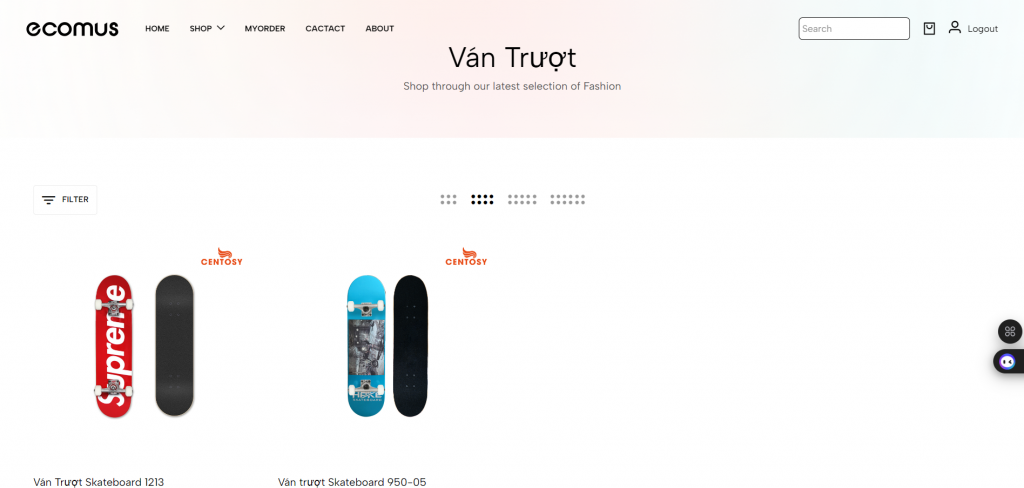 ecomus HOME SHOP MYORDER CACTACT ABOUT Search Logout
Ván Trượt
Shop through our latest selection of Fashion
FILTER
CENTOSY CENTOSY
Supreme
Ván Trượt Skateboard 1213 Ván trượt Skateboard 950-05